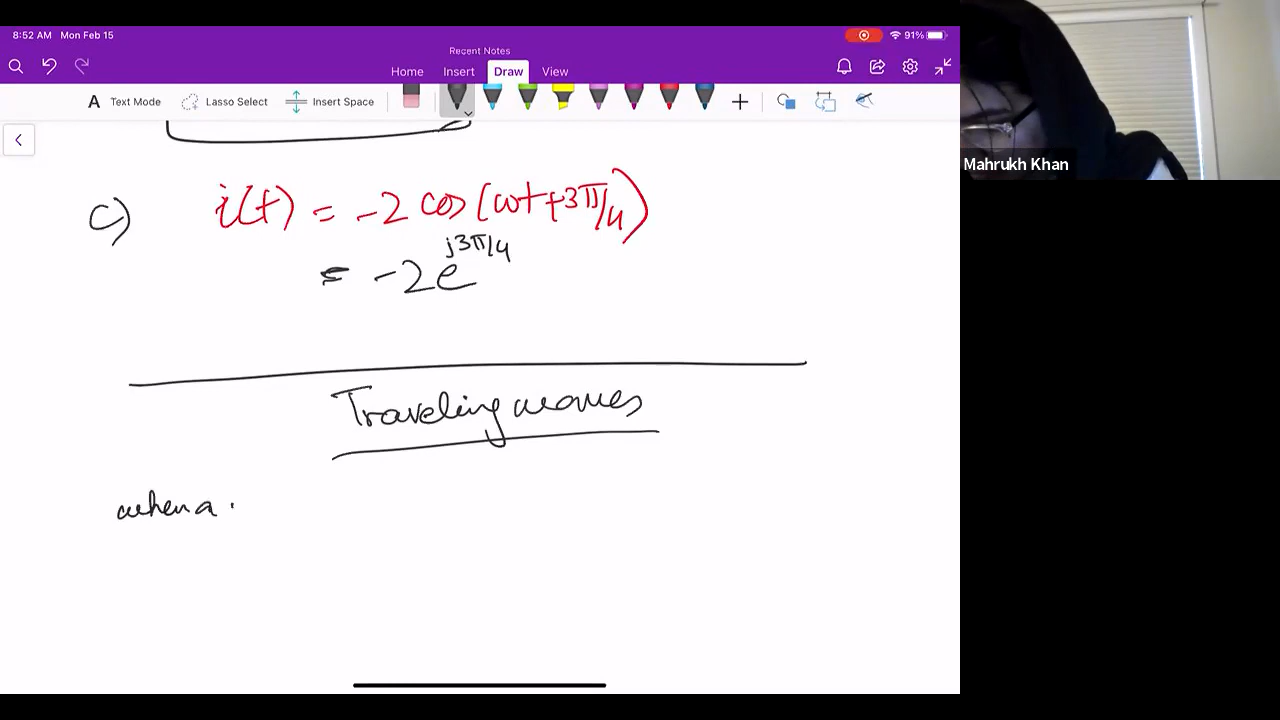 8:52 AM Mon Feb 15
91%
Recent Notes
Home Insert Draw View
Text Mode Lasso Select Insert Space
c) i(t) = -2 cos(ωt+3π/4)
= -2e^{j3π/4}
Traveling waves
when a
Mahrukh Khan